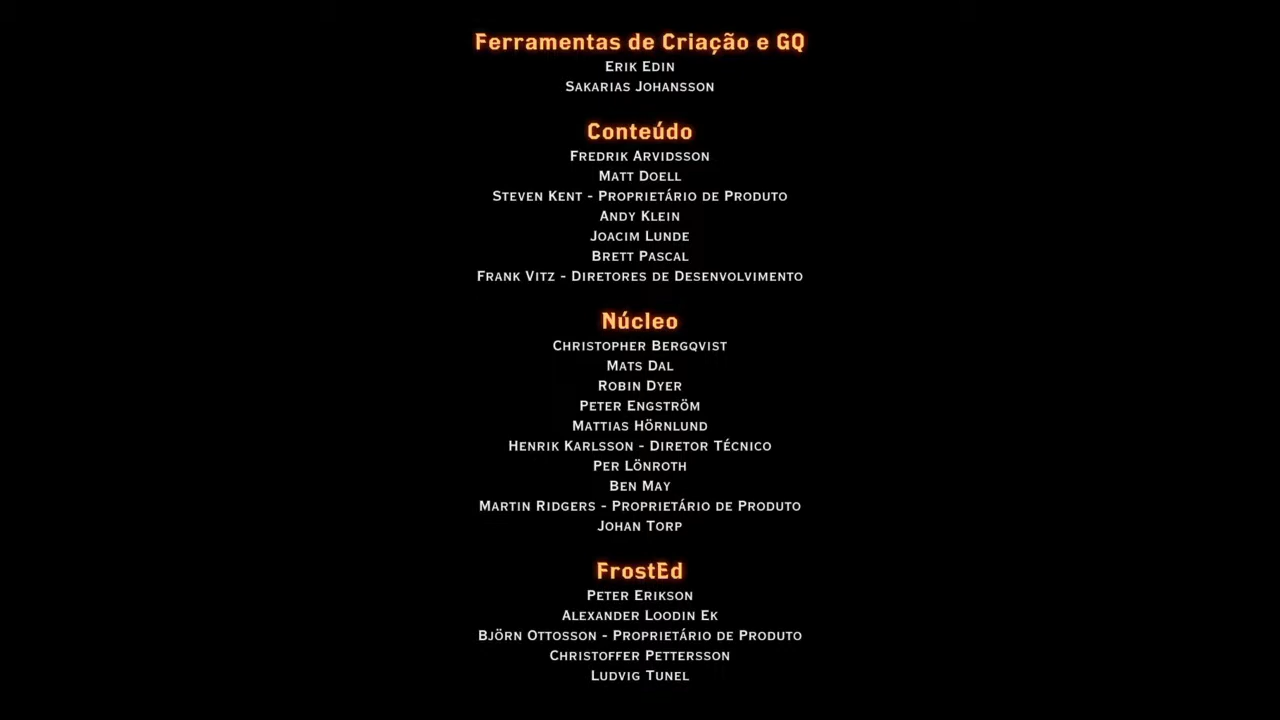 Ferramentas de Criação e GQ
Erik Edin
Sakarias Johansson
Conteúdo
Fredrik Arvidsson
Matt Doell
Steven Kent - Proprietário de Produto
Andy Klein
Joacim Lunde
Brett Pascal
Frank Vitz - Diretores de Desenvolvimento
Núcleo
Christopher Bergqvist
Mats Dal
Robin Dyer
Peter Engström
Mattias Hörnlund
Henrik Karlsson - Diretor Técnico
Per Lönroth
Ben May
Martin Ridgers - Proprietário de Produto
Johan Torp
FrostEd
Peter Erikson
Alexander Loodin Ek
Björn Ottosson - Proprietário de Produto
Christoffer Pettersson
Ludvig Tunel